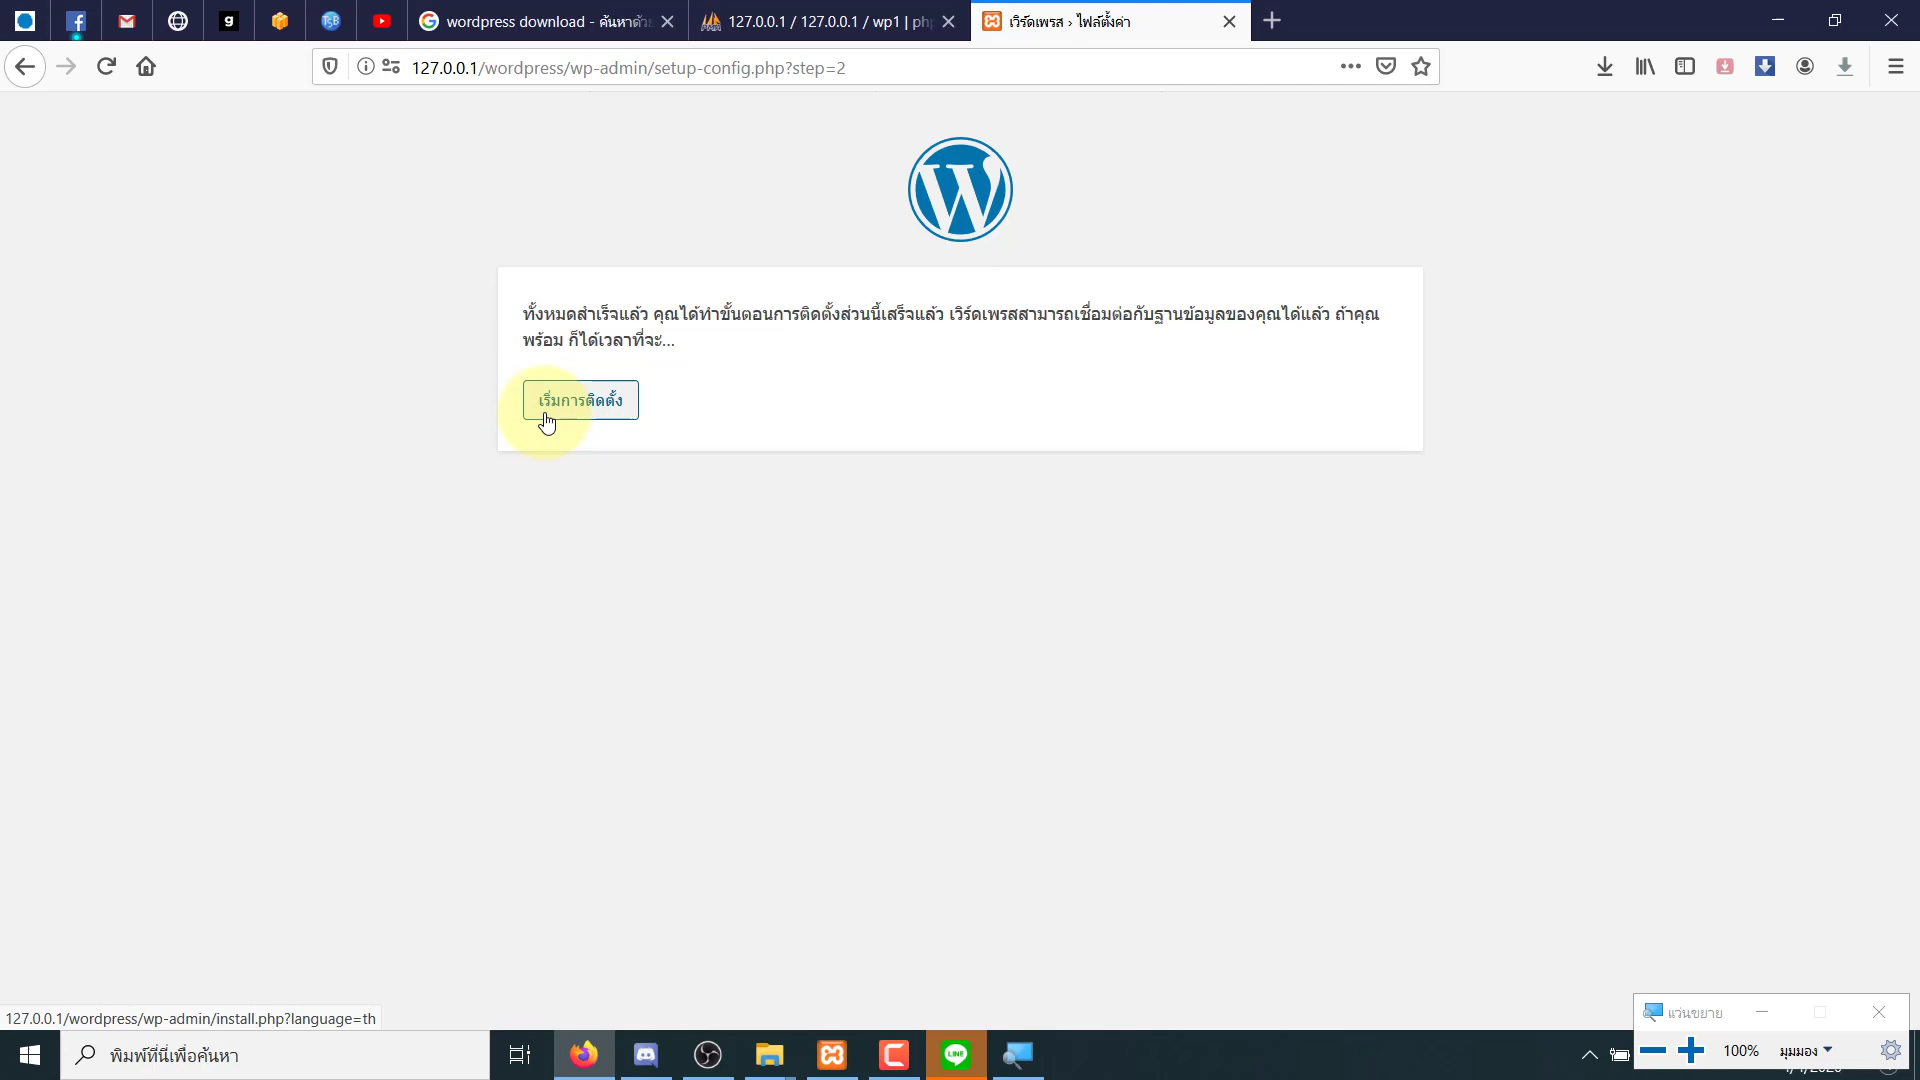 wordpress download - ค้นหาด้วย
127.0.0.1 / 127.0.0.1 / wp1 | php
เวิร์ดเพรส › ไฟล์ตั้งค่า
127.0.0.1/wordpress/wp-admin/setup-config.php?step=2
ทั้งหมดสำเร็จแล้ว คุณได้ทำขั้นตอนการติดตั้งส่วนนี้เสร็จแล้ว เวิร์ดเพรสสามารถเชื่อมต่อกับฐานข้อมูลของคุณได้แล้ว ถ้าคุณ
พร้อม ก็ได้เวลาที่จะ...
เริ่มการติดตั้ง
127.0.0.1/wordpress/wp-admin/install.php?language=th
แว่นขยาย
พิมพ์ที่นี่เพื่อค้นหา
LINE
100% มุมมอง